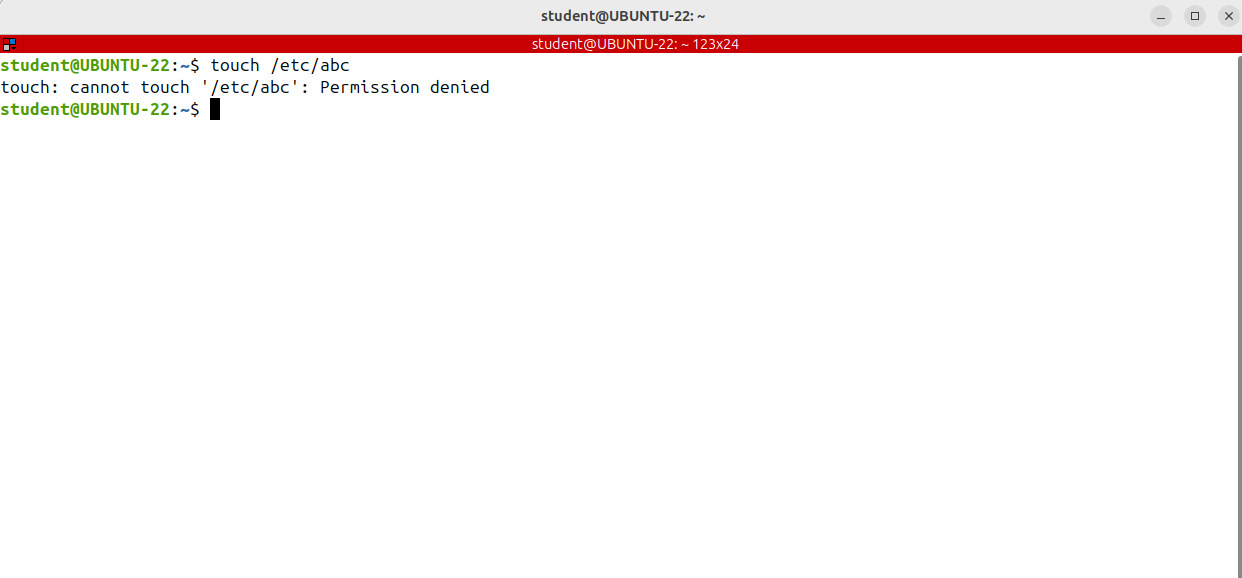 student@UBUNTU-22: ~
student@UBUNTU-22: ~ 123x24
student@UBUNTU-22:~$ touch /etc/abc
touch: cannot touch '/etc/abc': Permission denied
student@UBUNTU-22:~$